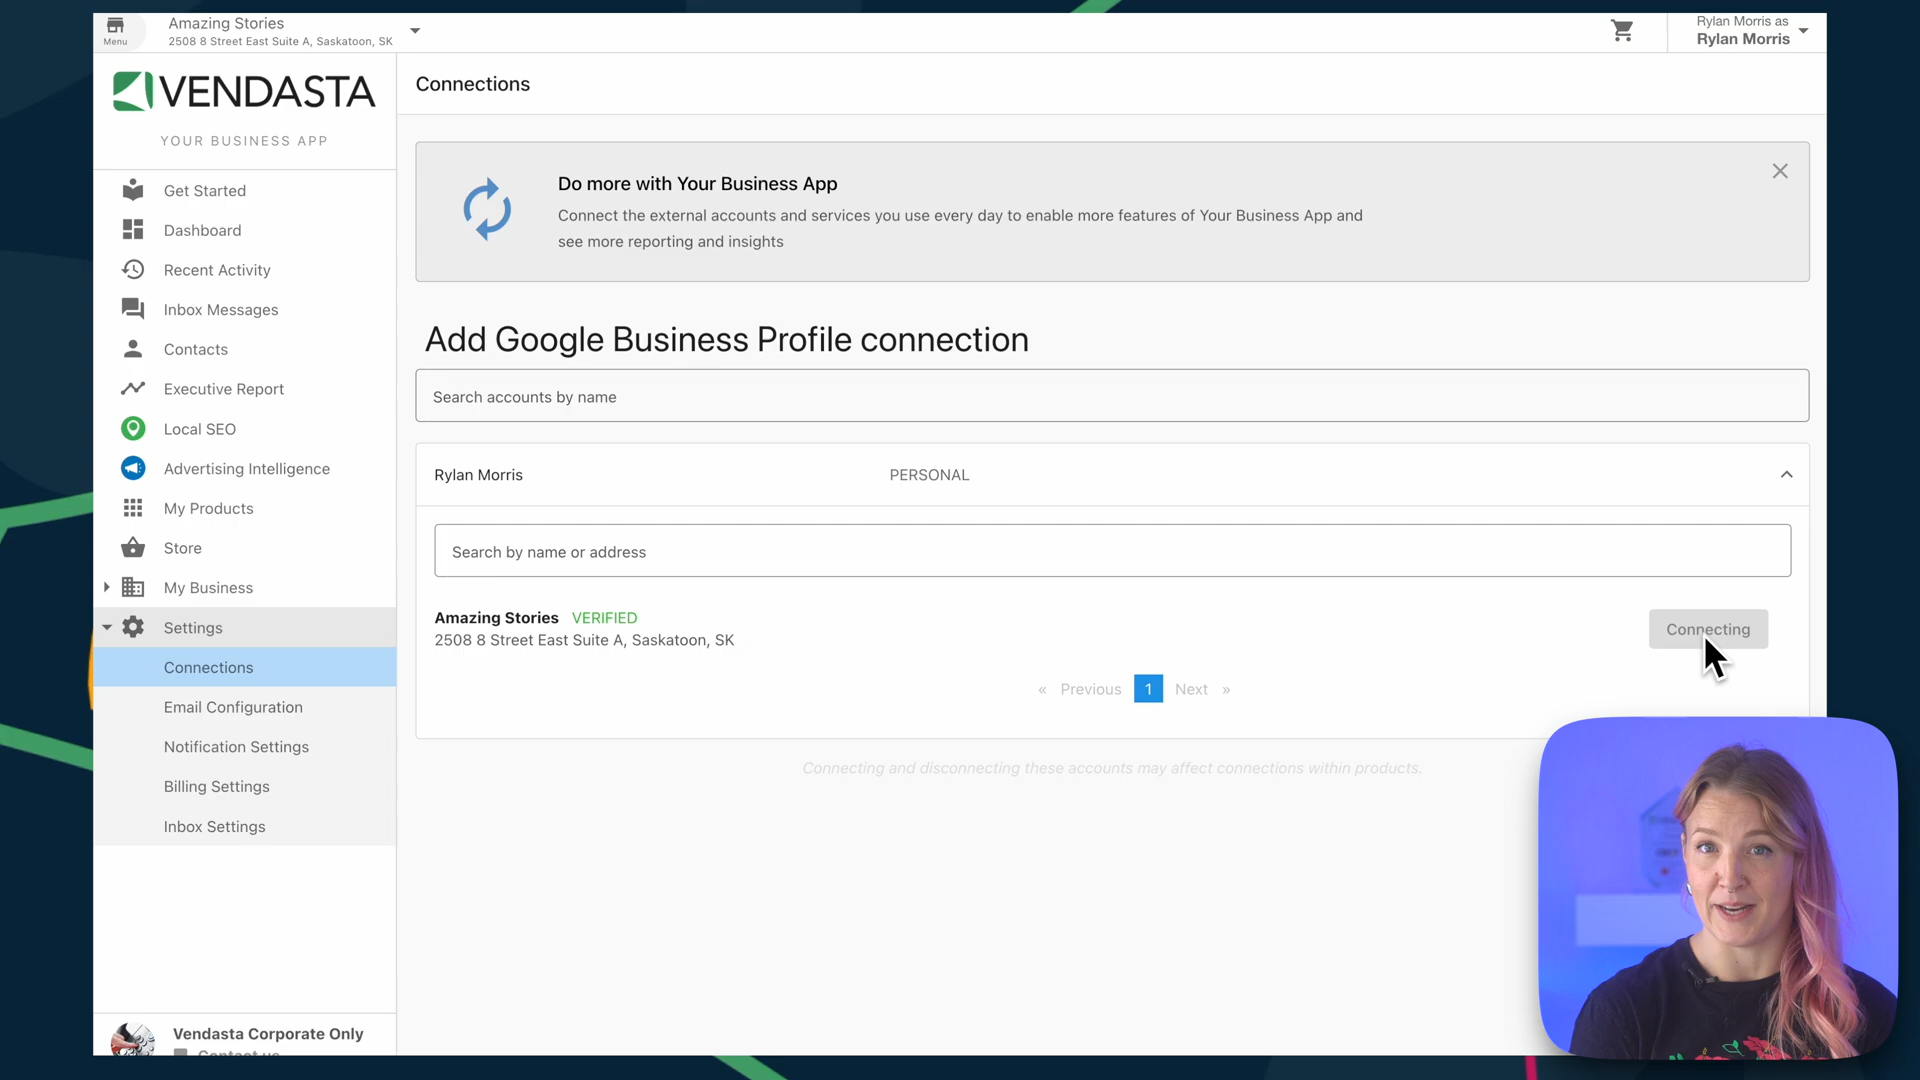 Menu
Amazing Stories
2508 8 Street East Suite A, Saskatoon, SK
Rylan Morris as
Rylan Morris
VENDASTA
YOUR BUSINESS APP
Get Started
Dashboard
Recent Activity
Inbox Messages
Contacts
Executive Report
Local SEO
Advertising Intelligence
My Products
Store
My Business
Settings
Connections
Email Configuration
Notification Settings
Billing Settings
Inbox Settings
Vendasta Corporate Only
Contact us
Connections
Do more with Your Business App
Connect the external accounts and services you use every day to enable more features of Your Business App and
see more reporting and insights
Add Google Business Profile connection
Search accounts by name
Rylan Morris PERSONAL
Search by name or address
Amazing Stories VERIFIED
2508 8 Street East Suite A, Saskatoon, SK
Connecting
« Previous 1 Next »
Connecting and disconnecting these accounts may affect connections within products.